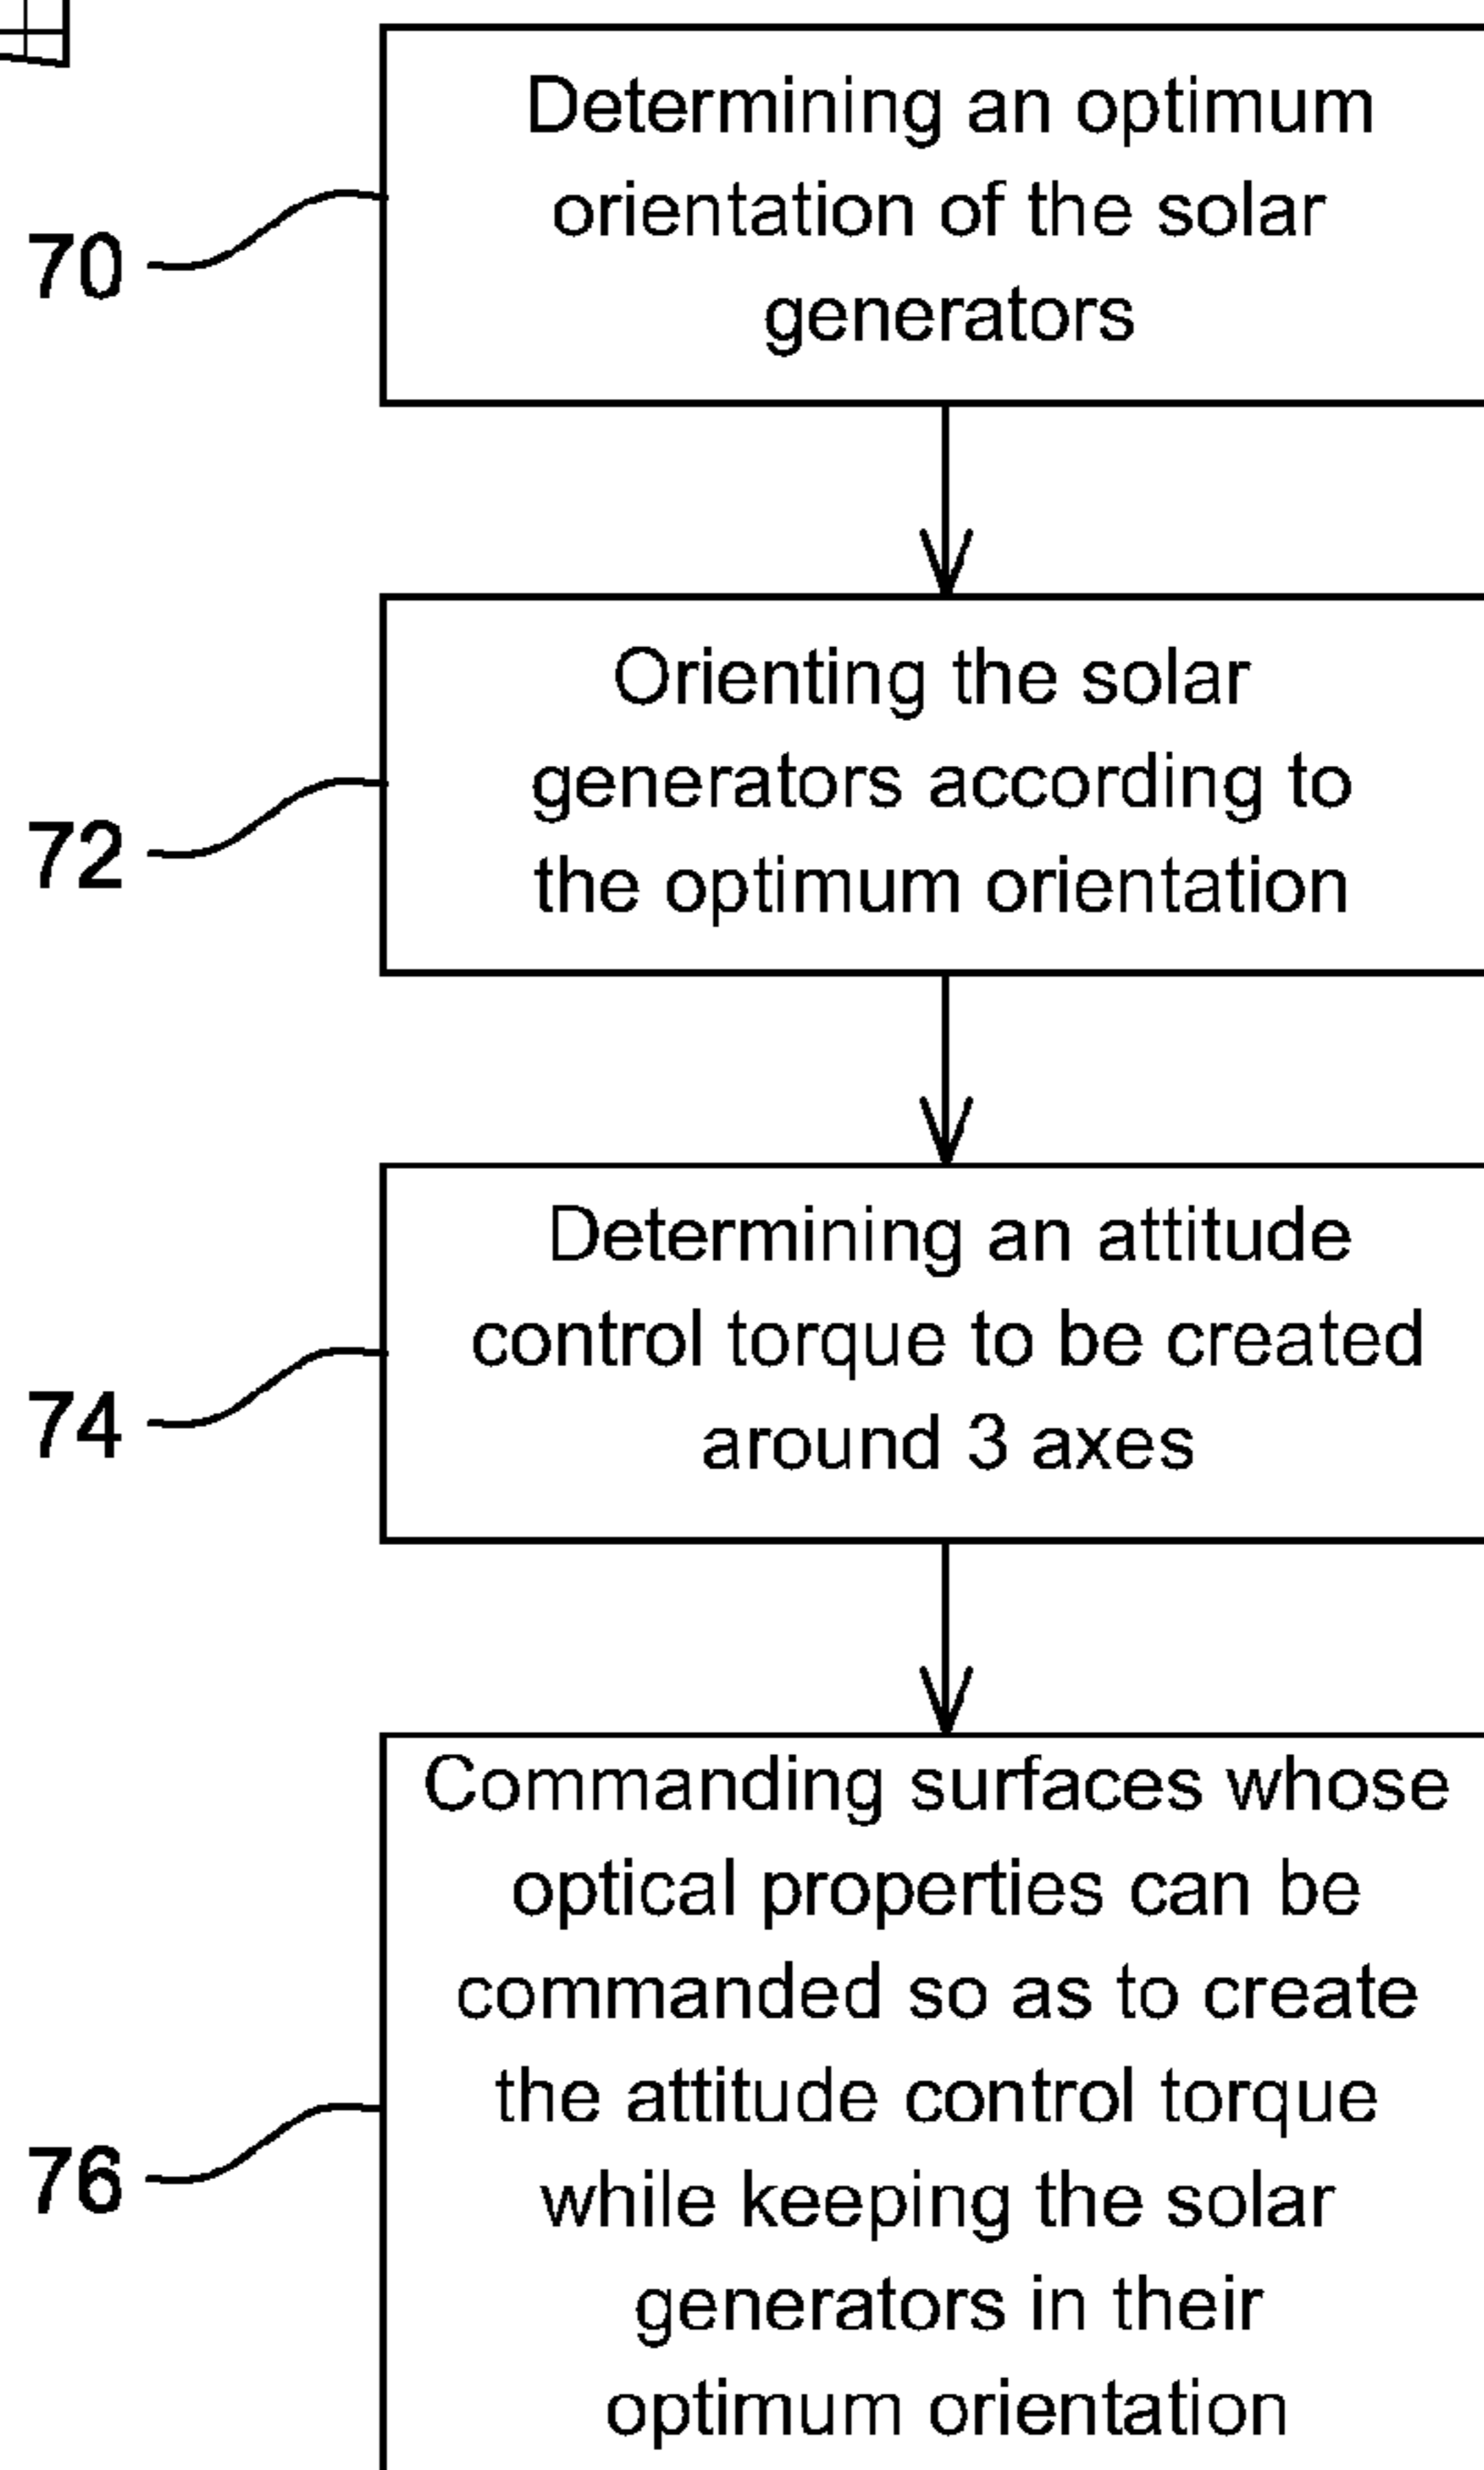 Determining an optimum
orientation of the solar
generators
70
Orienting the solar
generators according to
the optimum orientation
72
Determining an attitude
control torque to be created
around 3 axes
74
Commanding surfaces whose
optical properties can be
commanded so as to create
the attitude control torque
while keeping the solar
generators in their
optimum orientation
76